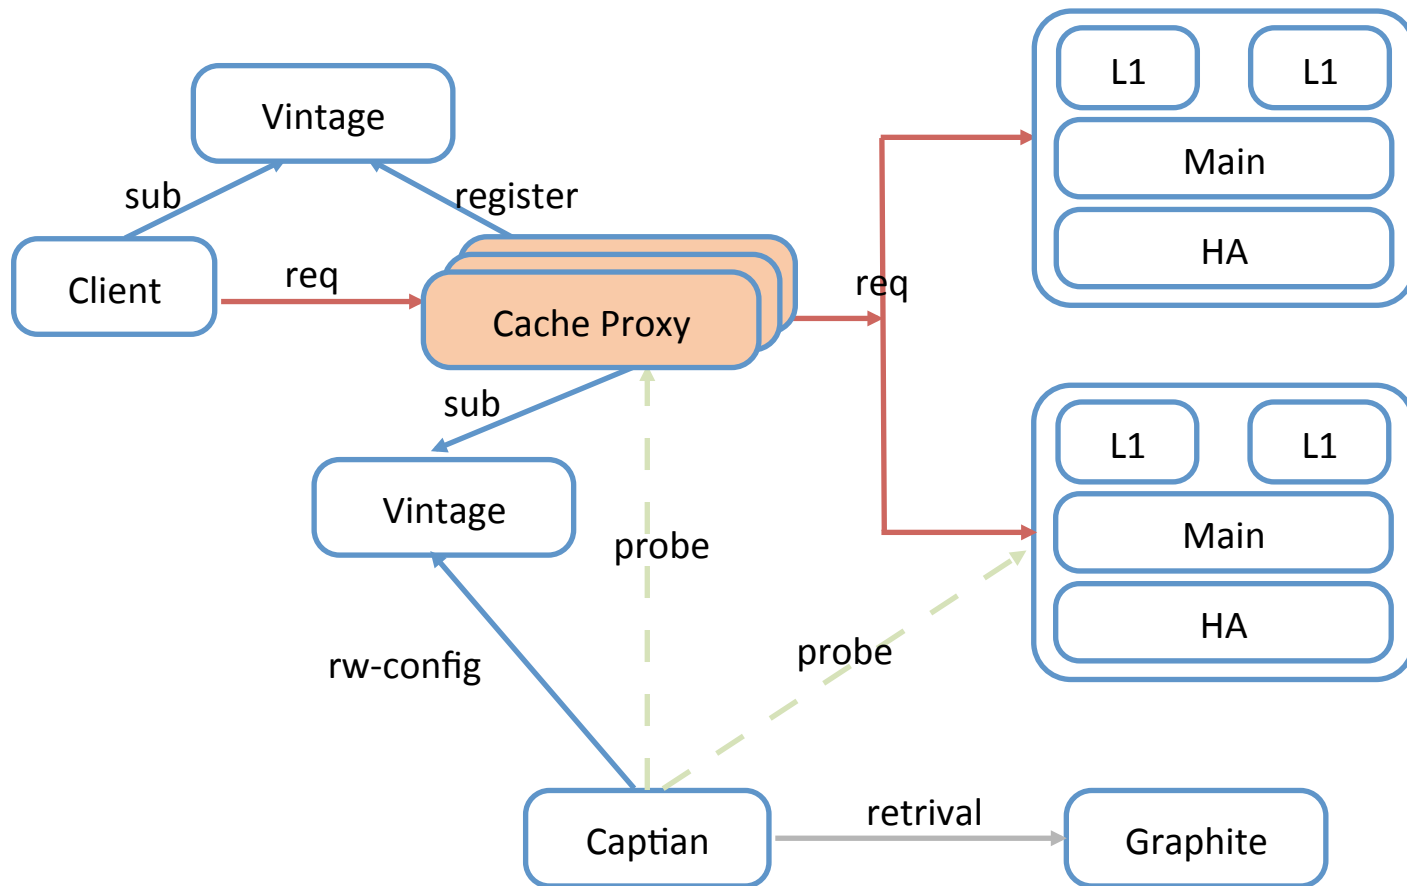 L1
L1
Vintage
Main
sub
register
HA
Client
req
req
Cache Proxy
sub
L1
L1
Vintage
Main
probe
HA
rw-config
probe
retrival
Captian
Graphite